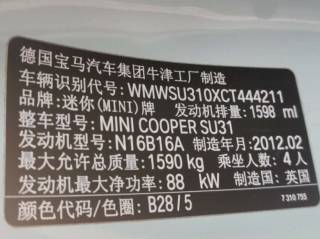 德国宝马汽车集团牛津工厂制造
车辆识别代号: WMWSU310XCT444211
品牌: 迷你(MINI)牌 发动机排量: 1598 ml
整车型号: MINI COOPER SU31
发动机型号: N16B16A 制造年月: 2012.02
最大允许总质量: 1590 kg 乘坐人数: 4 人
发动机最大净功率: 88 kW 制造国: 英国
颜色代码/色圈: B28 / 5 7 310 755